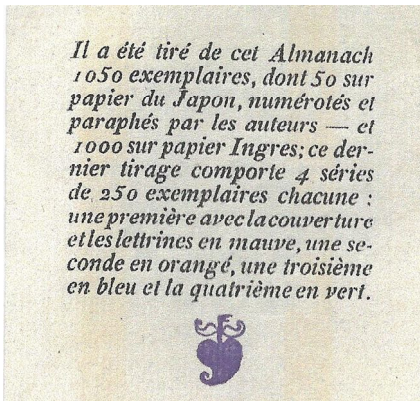 Il a été tiré de cet Almanach
1050 exemplaires, dont 50 sur
papier du Japon, numérotés et
paraphés par les auteurs — et
1000 sur papier Ingres; ce der-
nier tirage comporte 4 séries
de 250 exemplaires chacune :
une première avec la couverture
et les lettrines en mauve, une se-
conde en orangé, une troisième
en bleu et la quatrième en vert.